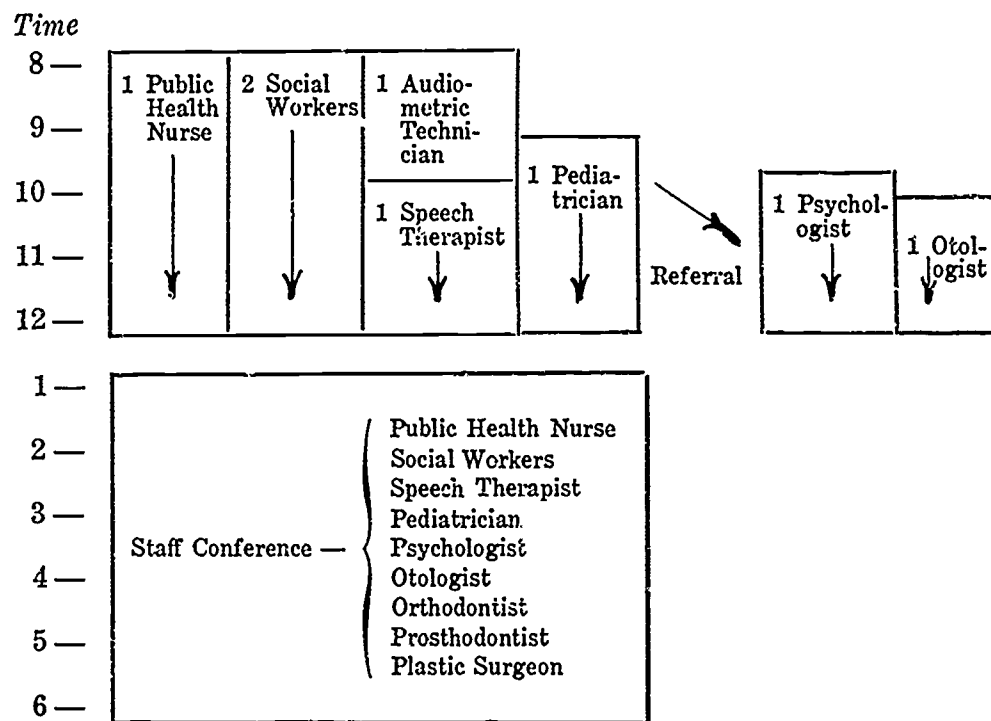 Time
8 —
9 —
10 —
11 —
12 —
1 Public
Health
Nurse
2 Social
Workers
1 Audio-
metric
Techni-
cian
1 Speech
Therapist
1 Pedia-
trician
Referral
1 Psychol-
ogist
1 Otol-
ogist
1 —
2 —
3 —
4 —
5 —
6 —
Staff Conference —
Public Health Nurse
Social Workers
Speech Therapist
Pediatrician
Psychologist
Otologist
Orthodontist
Prosthodontist
Plastic Surgeon